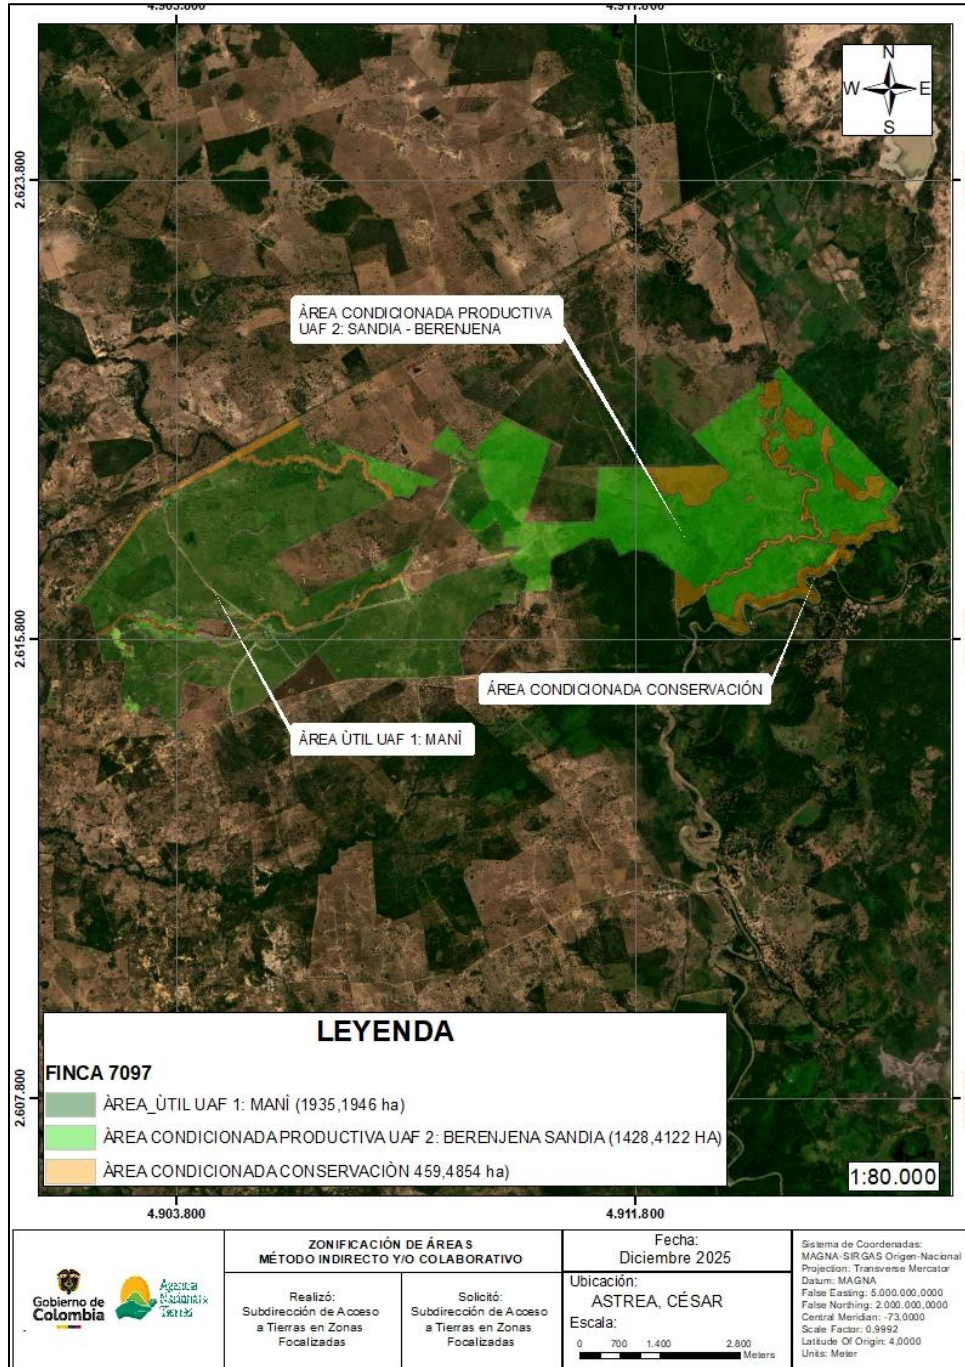 4.903.800
4.911.800
N
W E
S
2.623.800
ÀREA CONDICIONADA PRODUCTIVA
UAF 2: SANDIA - BERENJENA
2.615.800
ÁREA CONDICIONADA CONSERVACIÓN
ÀREA ÙTIL UAF 1: MANÌ
LEYENDA
FINCA 7097
ÀREA_ÙTIL UAF 1: MANÌ (1935,1946 ha)
ÀREA CONDICIONADA PRODUCTIVA UAF 2: BERENJENA SANDIA (1428,4122 HA)
ÀREA CONDICIONADA CONSERVACIÒN 459,4854 ha)
2.607.800
1:80.000
4.903.800
4.911.800
Gobierno de
Colombia
Agencia
Nacional de
Tierras
ZONIFICACIÓN DE ÁREAS
MÉTODO INDIRECTO Y/O COLABORATIVO
Realizó:
Subdirección de Acceso
a Tierras en Zonas
Focalizadas
Solicitó:
Subdirección de Acceso
a Tierras en Zonas
Focalizadas
Fecha:
Diciembre 2025
Ubicación:
ASTREA, CÉSAR
Escala:
0 700 1.400 2.800
Meters
Sistema de Coordenadas:
MAGNA-SIRGAS Origen-Nacional
Projection: Transverse Mercator
Datum: MAGNA
False Easting: 5.000.000,0000
False Northing: 2.000.000,0000
Central Meridian: -73,0000
Scale Factor: 0,9992
Latitude Of Origin: 4,0000
Units: Meter